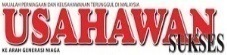 MAJALAH PERNIAGAAN DAN KEUSAHAWANAN TERUNGGUL DI MALAYSIA
USAHAWAN
SUKSES
KE ARAH GENERASI NIAGA